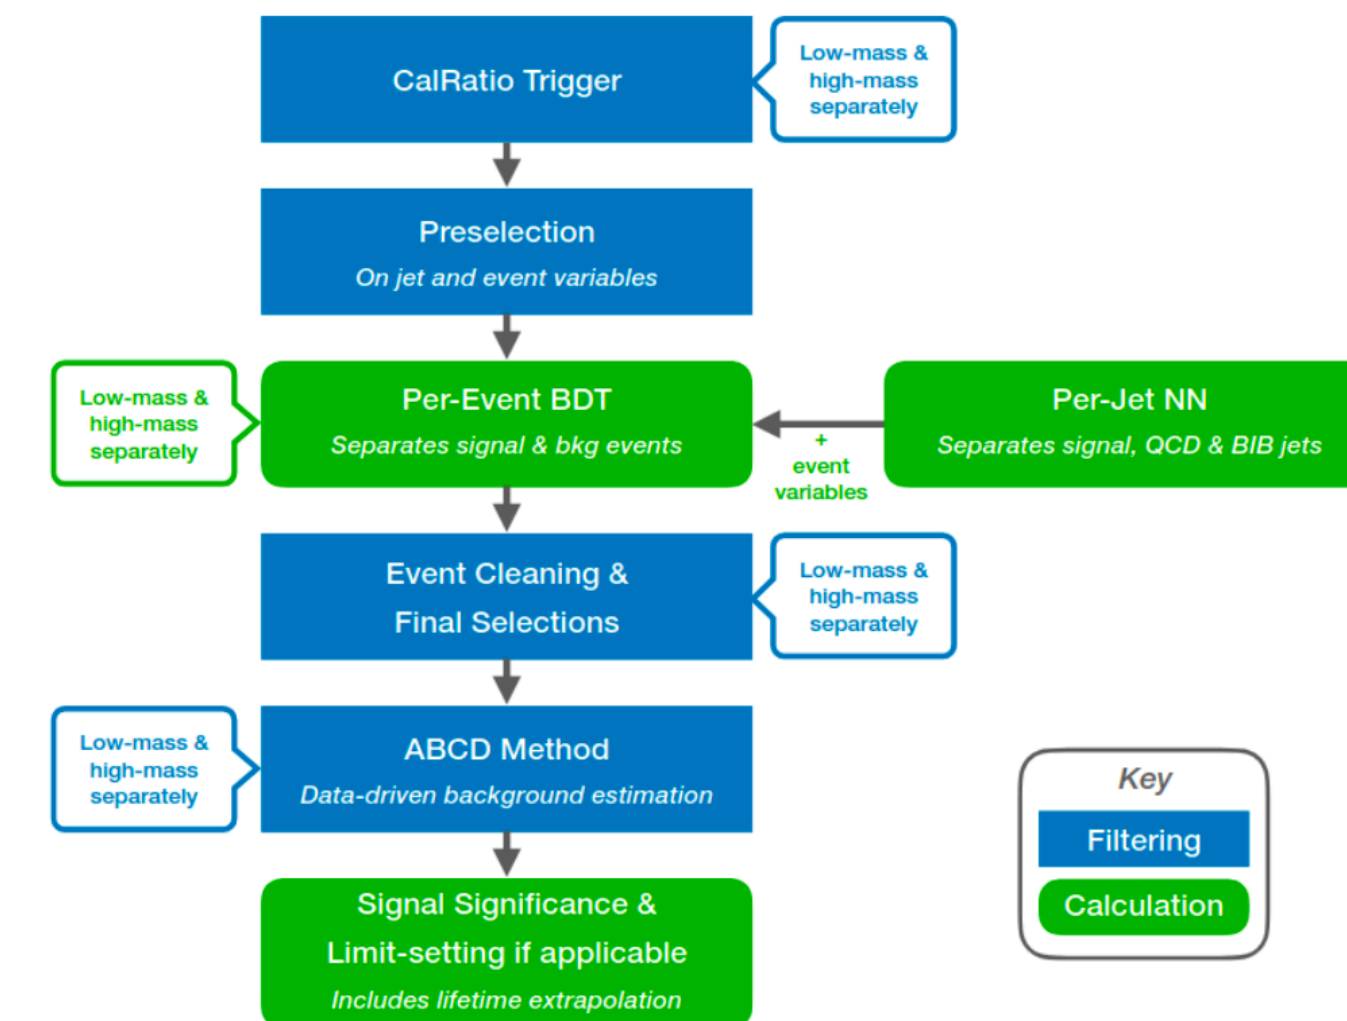 CalRatio Trigger
Low-mass &
high-mass
separately
Preselection
On jet and event variables
Low-mass &
high-mass
separately
Per-Event BDT
Separates signal & bkg events
+
event
variables
Per-Jet NN
Separates signal, QCD & BIB jets
Event Cleaning &
Final Selections
Low-mass &
high-mass
separately
Low-mass &
high-mass
separately
ABCD Method
Data-driven background estimation
Key
Filtering
Calculation
Signal Significance &
Limit-setting if applicable
Includes lifetime extrapolation